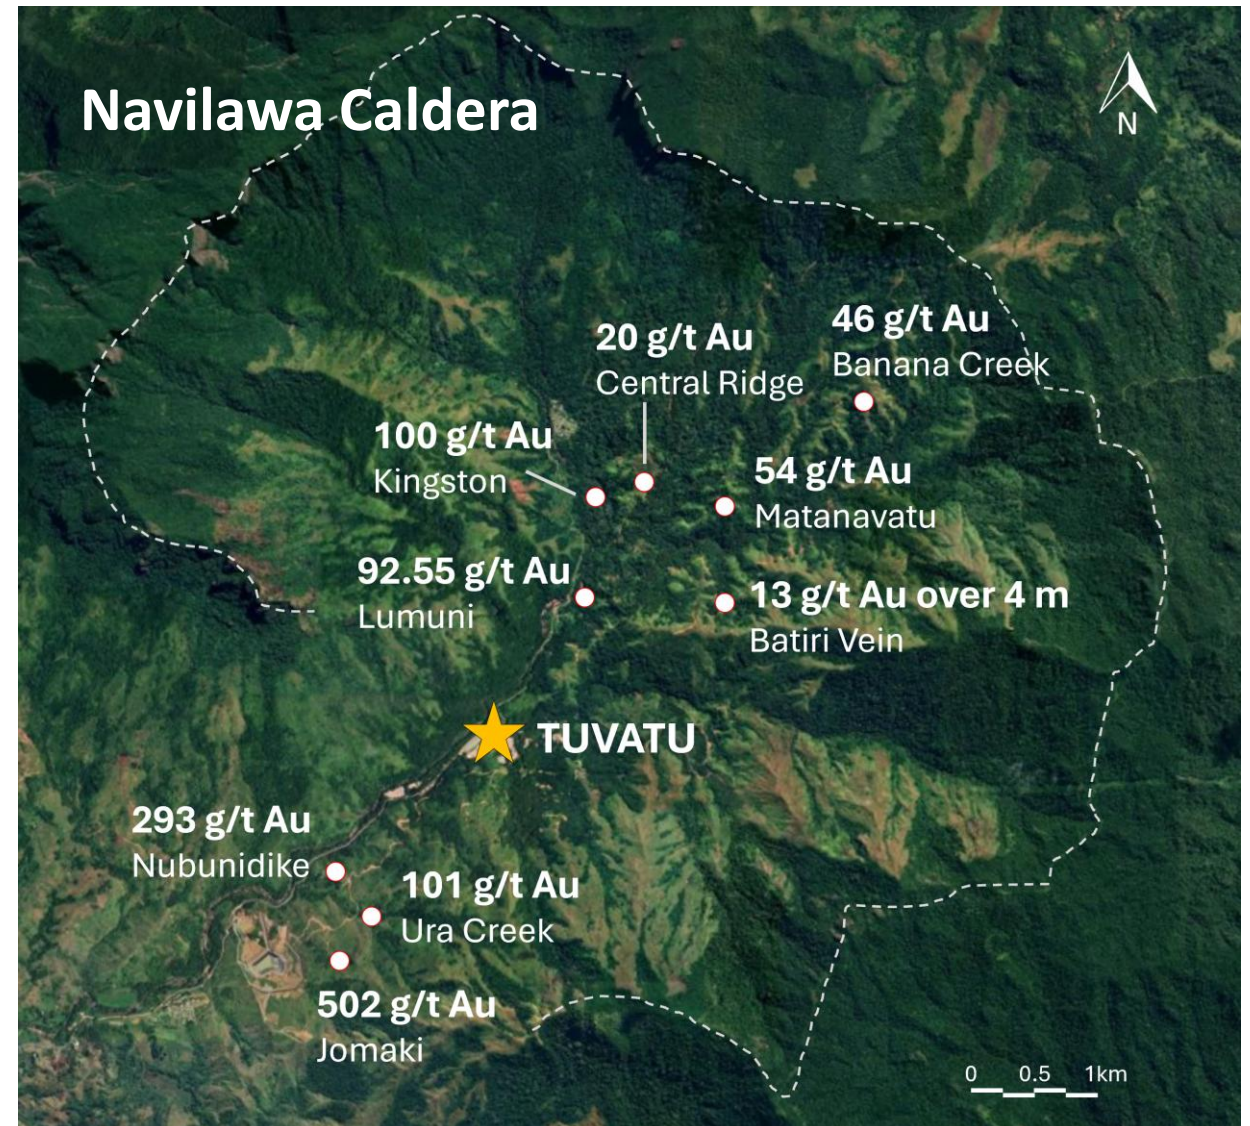 Navilawa Caldera
N
46 g/t Au
Banana Creek
20 g/t Au
Central Ridge
100 g/t Au
Kingston
54 g/t Au
Matanavatu
92.55 g/t Au
Lumuni
13 g/t Au over 4 m
Batiri Vein
TUVATU
293 g/t Au
Nubunidike
101 g/t Au
Ura Creek
502 g/t Au
Jomaki
0 0.5 1km